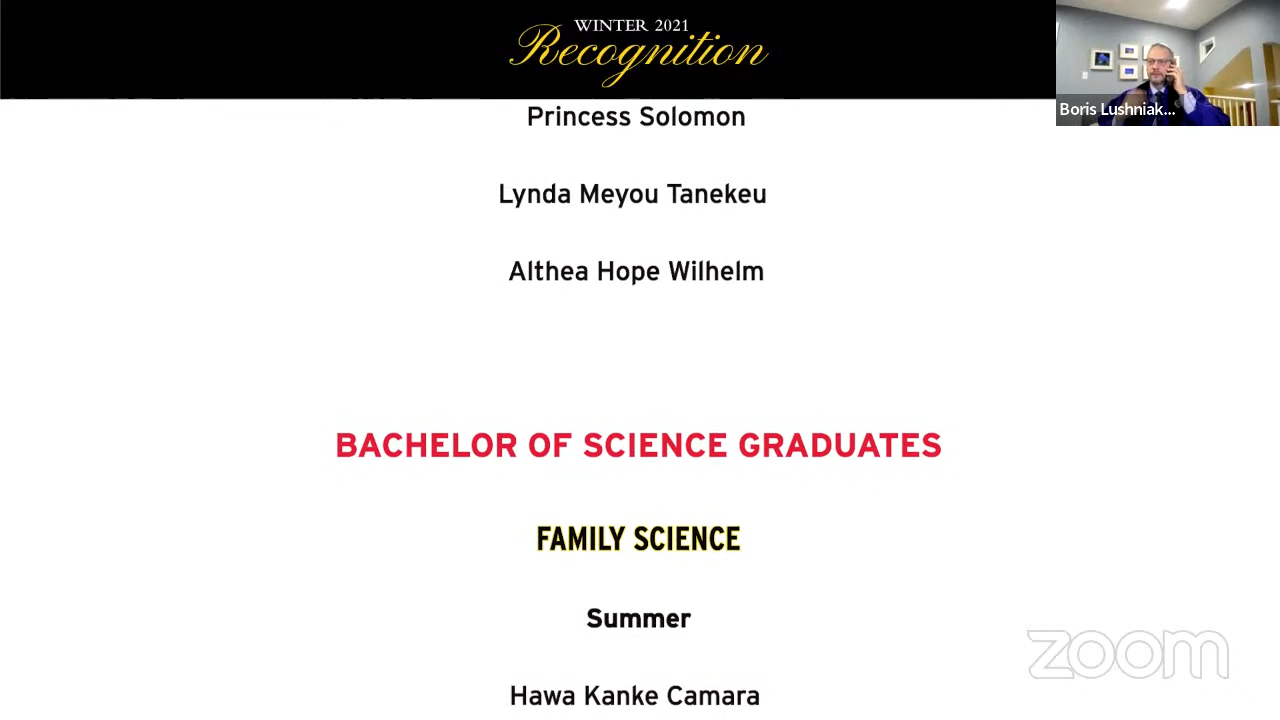 WINTER 2021
Recognition
Boris Lushniak...
Princess Solomon
Lynda Meyou Tanekeu
Althea Hope Wilhelm
BACHELOR OF SCIENCE GRADUATES
FAMILY SCIENCE
Summer
Hawa Kanke Camara
zoom